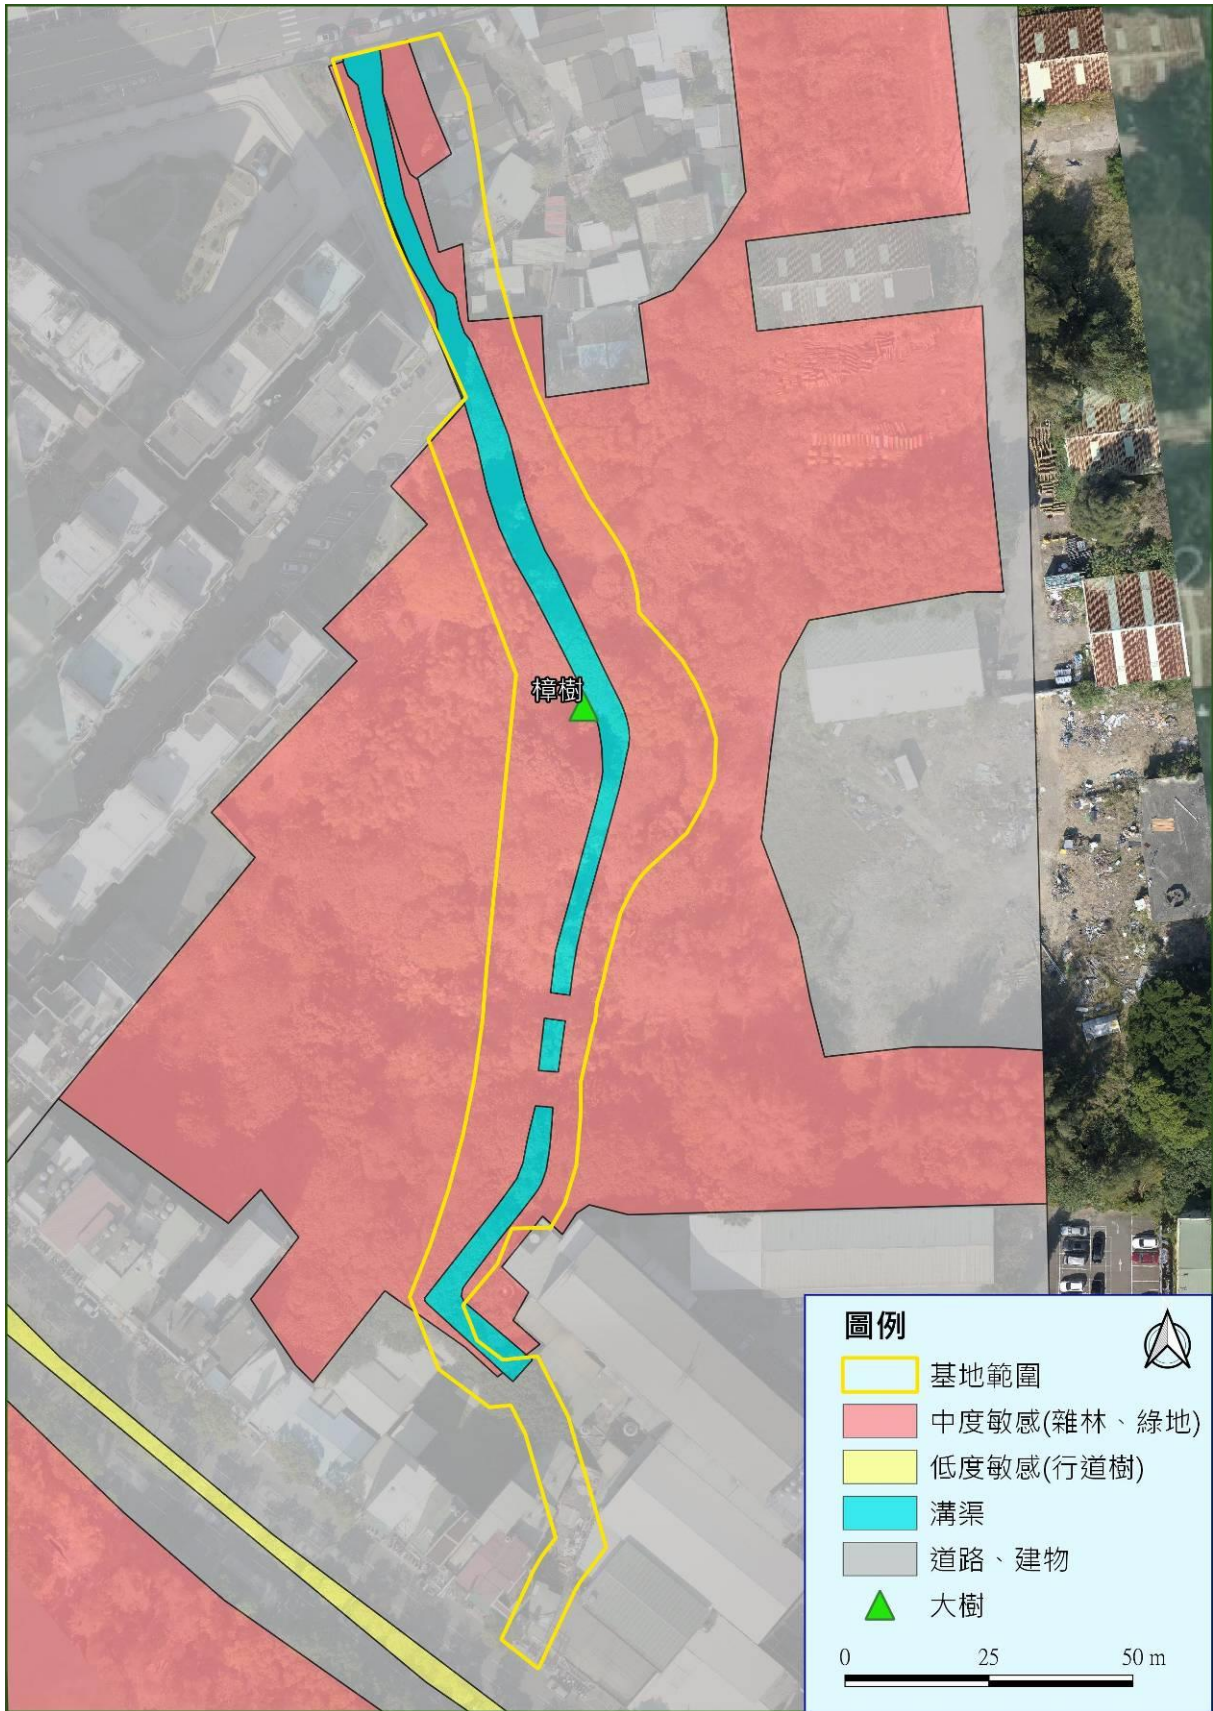 樟樹
圖例
基地範圍
中度敏感(雜林、綠地)
低度敏感(行道樹)
溝渠
道路、建物
大樹
0 25 50 m